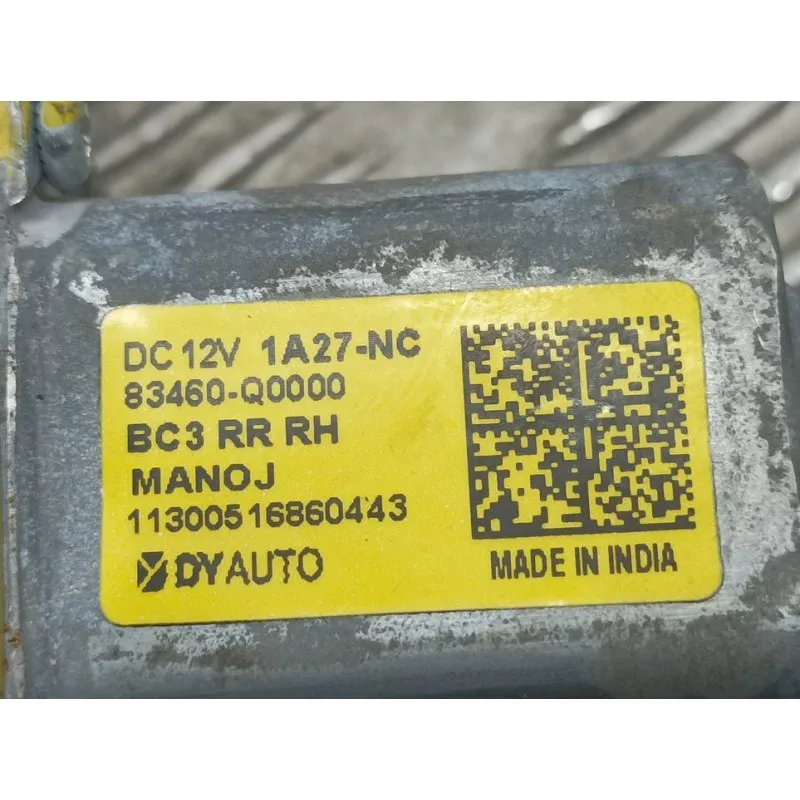 DC 12V 1A27-NC
83460-Q0000
BC3 RR RH
MANOJ
11300516860443
DYAUTO
MADE IN INDIA